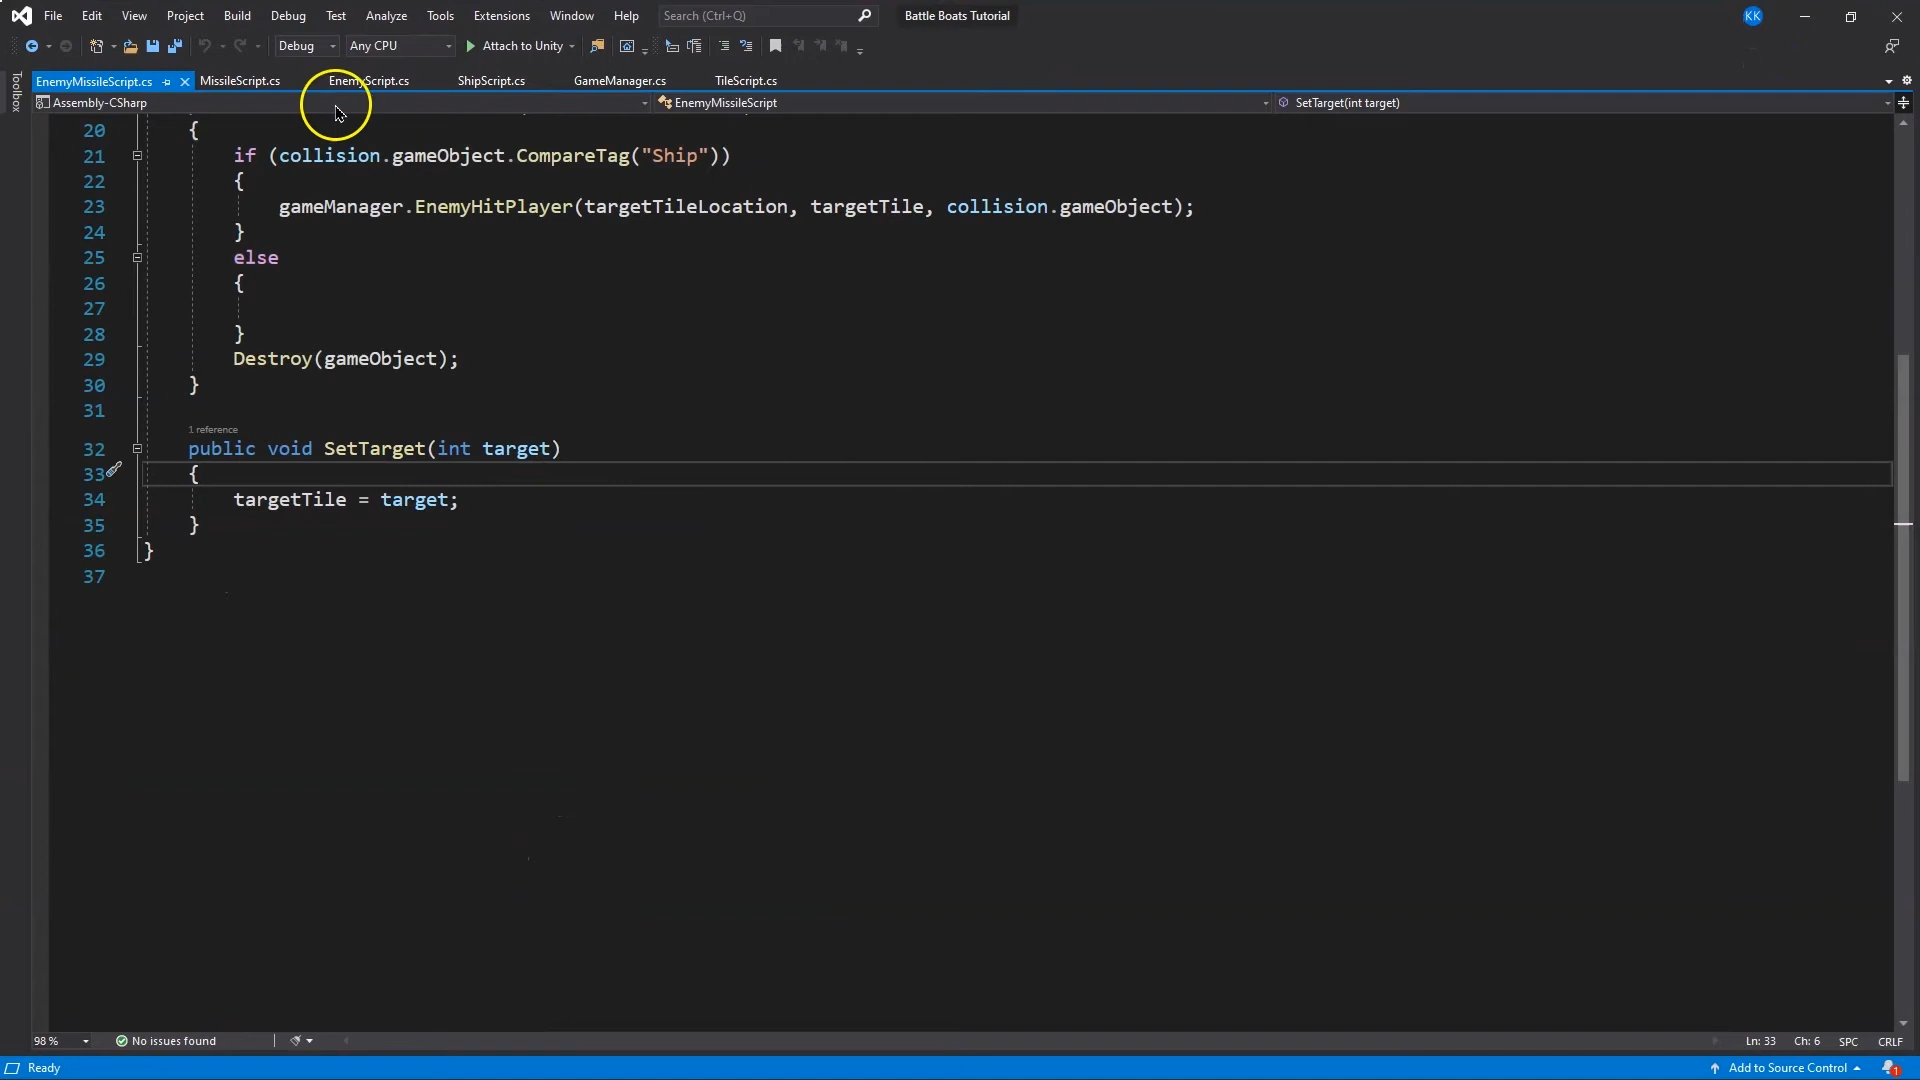 File Edit View Project Build Debug Test Analyze Tools Extensions Window Help Search (Ctrl+Q) Battle Boats Tutorial KK
Debug Any CPU Attach to Unity
Toolbox
EnemyMissileScript.cs MissileScript.cs EnemyScript.cs ShipScript.cs GameManager.cs TileScript.cs
Assembly-CSharp EnemyMissileScript SetTarget(int target)
20 {
21 if (collision.gameObject.CompareTag("Ship"))
22 {
23 gameManager.EnemyHitPlayer(targetTileLocation, targetTile, collision.gameObject);
24 }
25 else
26 {
27
28 }
29 Destroy(gameObject);
30 }
31
1 reference
32 public void SetTarget(int target)
33 {
34 targetTile = target;
35 }
36 }
37
98 % No issues found Ln: 33 Ch: 6 SPC CRLF
Ready Add to Source Control 1